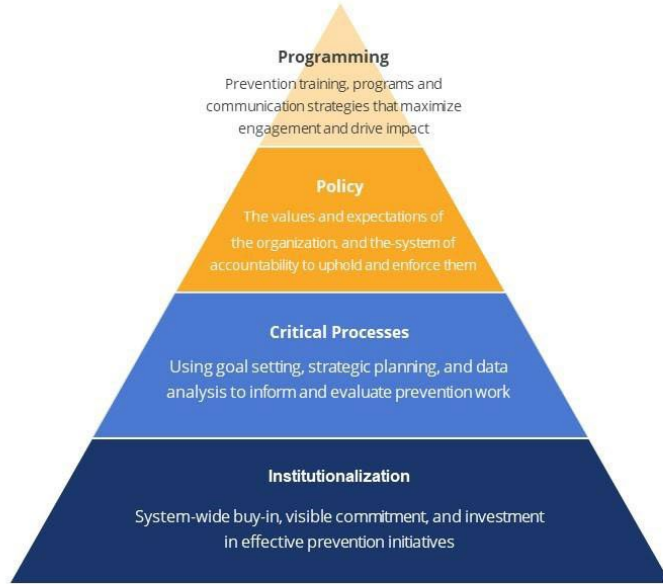 Programming
Prevention training, programs and
communication strategies that maximize
engagement and drive impact
Policy
The values and expectations of
the organization, and the-system of
accountability to uphold and enforce them
Critical Processes
Using goal setting, strategic planning, and data
analysis to inform and evaluate prevention work
Institutionalization
System-wide buy-in, visible commitment, and investment
in effective prevention initiatives